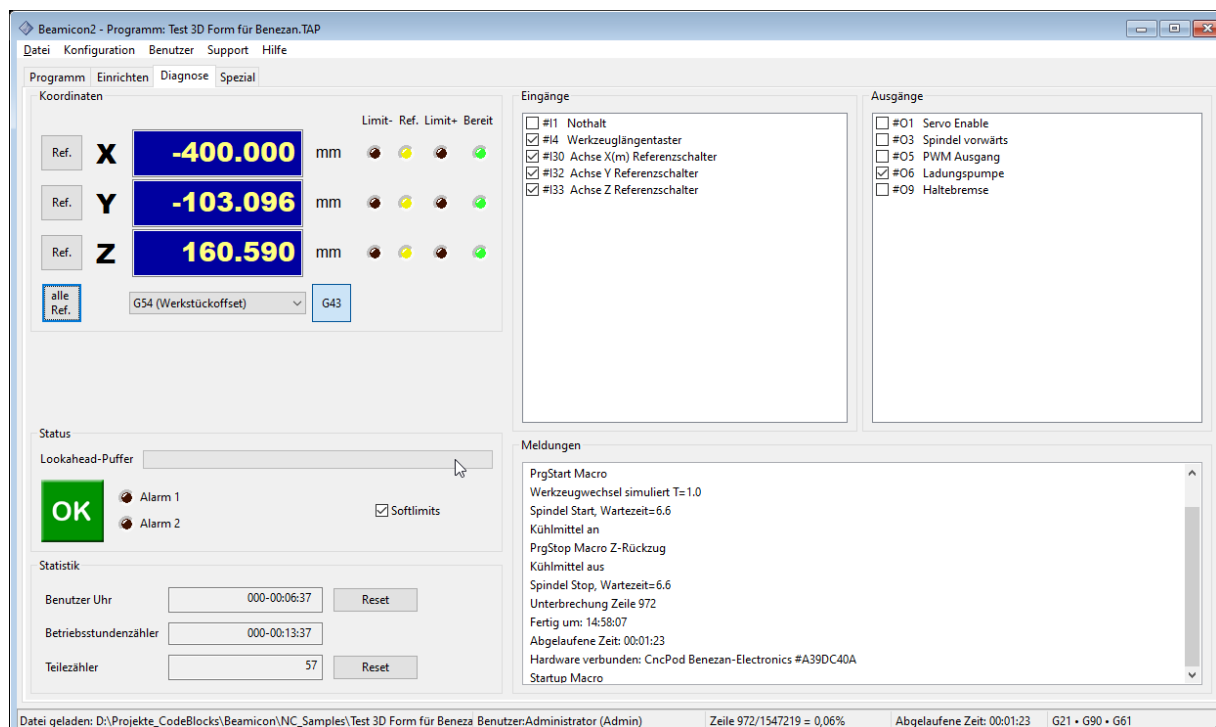 Beamicon2 - Programm: Test 3D Form für Benezan.TAP
Datei Konfiguration Benutzer Support Hilfe
Programm Einrichten Diagnose Spezial
Koordinaten
Limit- Ref. Limit+ Bereit
Ref. X -400.000 mm
Ref. Y -103.096 mm
Ref. Z 160.590 mm
alle
Ref.
G54 (Werkstückoffset) G43
Eingänge
#I1 Nothalt
#I4 Werkzeuglängentaster
#I30 Achse X(m) Referenzschalter
#I32 Achse Y Referenzschalter
#I33 Achse Z Referenzschalter
Ausgänge
#O1 Servo Enable
#O3 Spindel vorwärts
#O5 PWM Ausgang
#O6 Ladungspumpe
#O9 Haltebremse
Status
Lookahead-Puffer
OK
Alarm 1
Alarm 2
Softlimits
Statistik
Benutzer Uhr 000-00:06:37 Reset
Betriebsstundenzähler 000-00:13:37
Teilezähler 57 Reset
Meldungen
PrgStart Macro
Werkzeugwechsel simuliert T=1.0
Spindel Start, Wartezeit=6.6
Kühlmittel an
PrgStop Macro Z-Rückzug
Kühlmittel aus
Spindel Stop, Wartezeit=6.6
Unterbrechung Zeile 972
Fertig um: 14:58:07
Abgelaufene Zeit: 00:01:23
Hardware verbunden: CncPod Benezan-Electronics #A39DC40A
Startup Macro
Datei geladen: D:\Projekte_CodeBlocks\Beamicon\NC_Samples\Test 3D Form für Beneza Benutzer:Administrator (Admin) Zeile 972/1547219 = 0,06% Abgelaufene Zeit: 00:01:23 G21 • G90 • G61